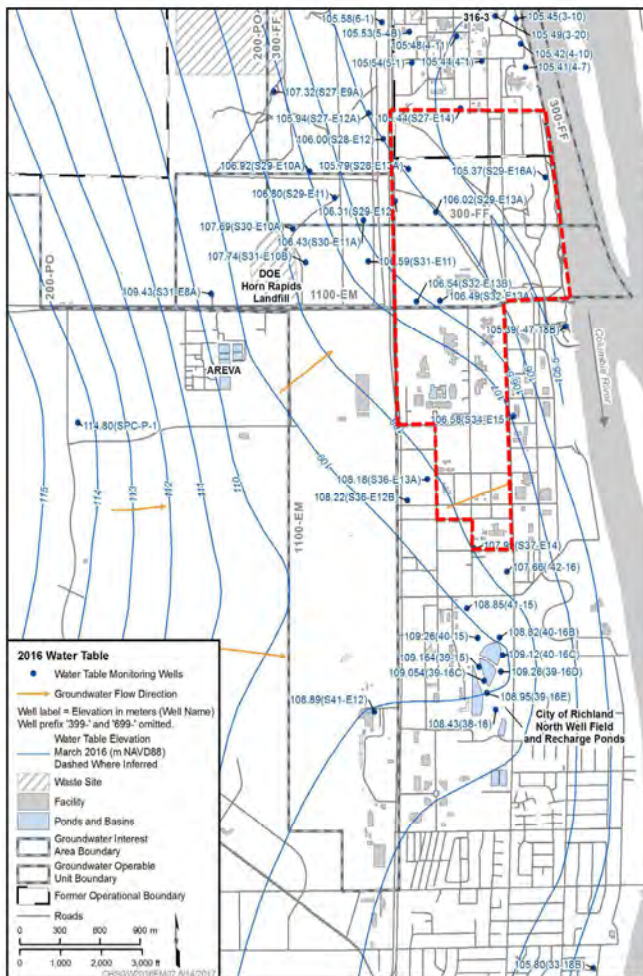 200-PO
300-FF
316-3
105.58(6-1)
105.53(5-4B)
105.48(4-11)
105.54(5-1)
105.44(4-1)
105.45(3-10)
105.49(3-20)
105.42(4-10)
105.41(4-7)
107.32(S27-E9A)
105.94(S27-E12A)
105.44(S27-E14)
300-FF
106.00(S28-E12)
106.92(S29-E10A)
105.79(S28-E13A)
105.37(S29-E16A)
106.80(S29-E11)
106.31(S29-E12)
106.02(S29-E13A)
300-FF
107.69(S30-E10A)
106.43(S30-E11A)
107.74(S31-E10B)
106.59(S31-E11)
200-PO
DOE
Horn Rapids
Landfill
1100-EM
109.43(S31-E8A)
106.54(S32-E13B)
106.49(S32-E13A)
105.39(-47-18B)
105.5
Columbia River
AREVA
107
106.58(S34-E15)
114.80(SPC-P-1)
115
114
113
112
111
110
109
108.18(S36-E13A)
108.22(S36-E12B)
1100-EM
107.66(-42-16)
108.85(41-15)
109.26(40-15)
108.82(40-16B)
109.12(40-16C)
109.164(39-15)
109.26(39-16D)
109.054(39-16C)
108.95(39-16E)
108.89(S41-E12)
108.43(38-16)
City of Richland
North Well Field
and Recharge Ponds
2016 Water Table
Water Table Monitoring Wells
Groundwater Flow Direction
Well label = Elevation in meters (Well Name)
Well prefix '399-' and '699-' omitted.
Water Table Elevation
March 2016 (m NAVD88)
Dashed Where Inferred
Waste Site
Facility
Ponds and Basins
Groundwater Interest
Area Boundary
Groundwater Operable
Unit Boundary
Former Operational Boundary
Roads
0 300 600 900 m
0 1,000 2,000 3,000 ft
105.80(33-18B)